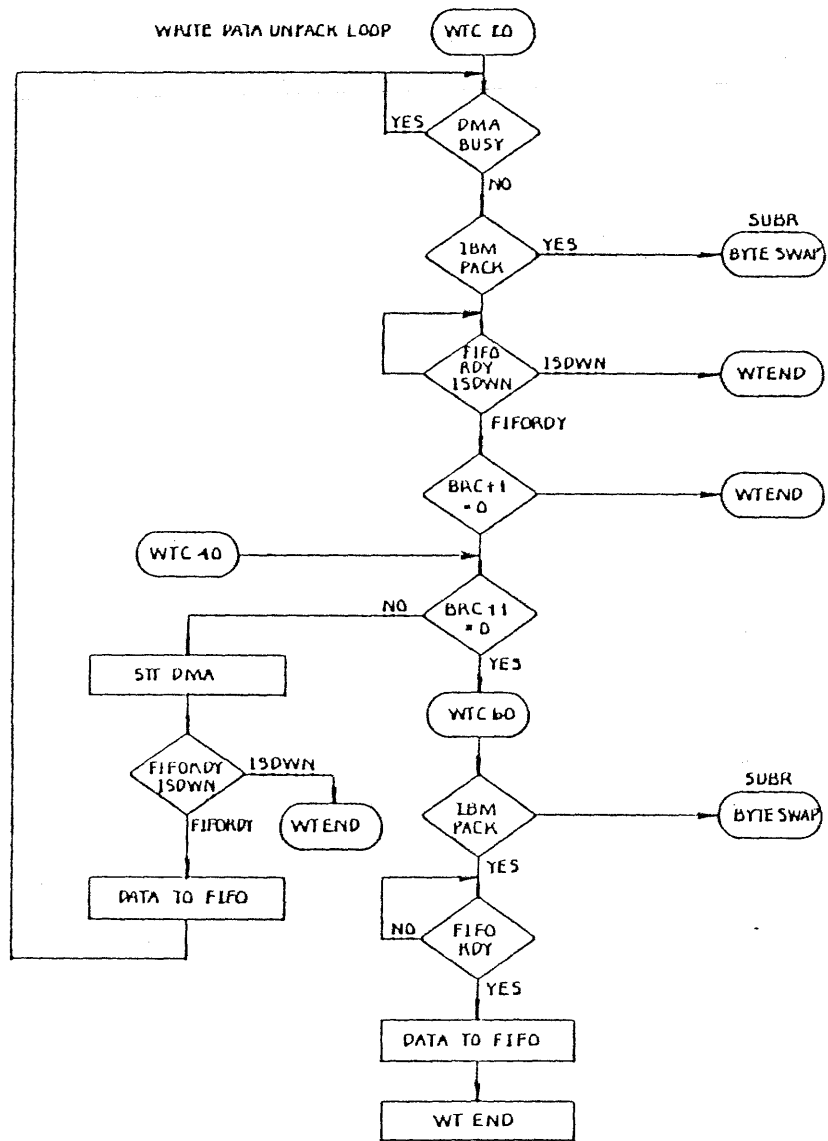 WRITE DATA UNPACK LOOP
WTC 20
YES
DMA
BUSY
NO
IBM
PACK
YES
SUBR
BYTE SWAP
FIFO
RDY
ISDWN
ISDWN
WTEND
FIFORDY
BRC+1
= 0
WTEND
WTC 40
NO
BRC+1
= 0
YES
STT DMA
WTC 60
FIFORDY
ISDWN
ISDWN
FIFORDY
WTEND
IBM
PACK
SUBR
BYTE SWAP
YES
DATA TO FIFO
NO
FIFO
RDY
YES
DATA TO FIFO
WT END